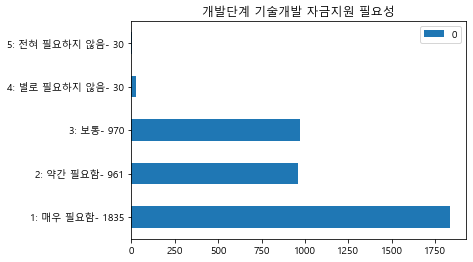 개발단계 기술개발 자금지원 필요성
0
5: 전혀 필요하지 않음- 30
4: 별로 필요하지 않음- 30
3: 보통- 970
2: 약간 필요함- 961
1: 매우 필요함- 1835
0 250 500 750 1000 1250 1500 1750